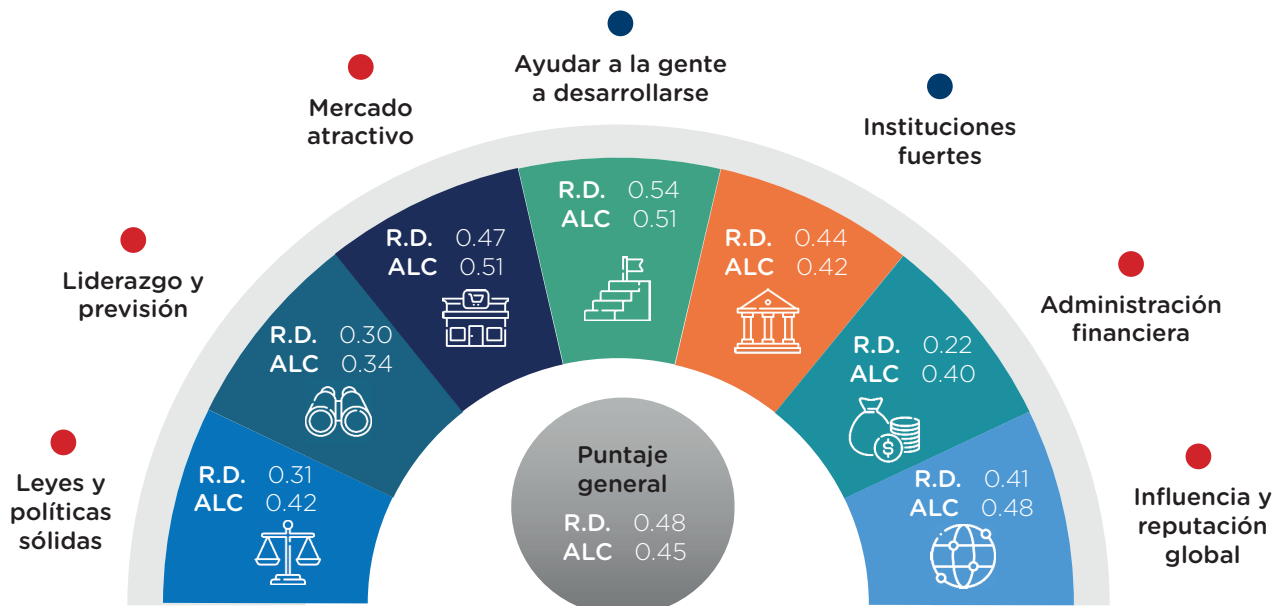 Leyes y
políticas
sólidas
R.D. 0.31
ALC 0.42
Liderazgo y
previsión
R.D. 0.30
ALC 0.34
Mercado
atractivo
R.D. 0.47
ALC 0.51
Ayudar a la gente
a desarrollarse
R.D. 0.54
ALC 0.51
Instituciones
fuertes
R.D. 0.44
ALC 0.42
Administración
financiera
R.D. 0.22
ALC 0.40
Influencia y
reputación
global
R.D. 0.41
ALC 0.48
Puntaje
general
R.D. 0.48
ALC 0.45